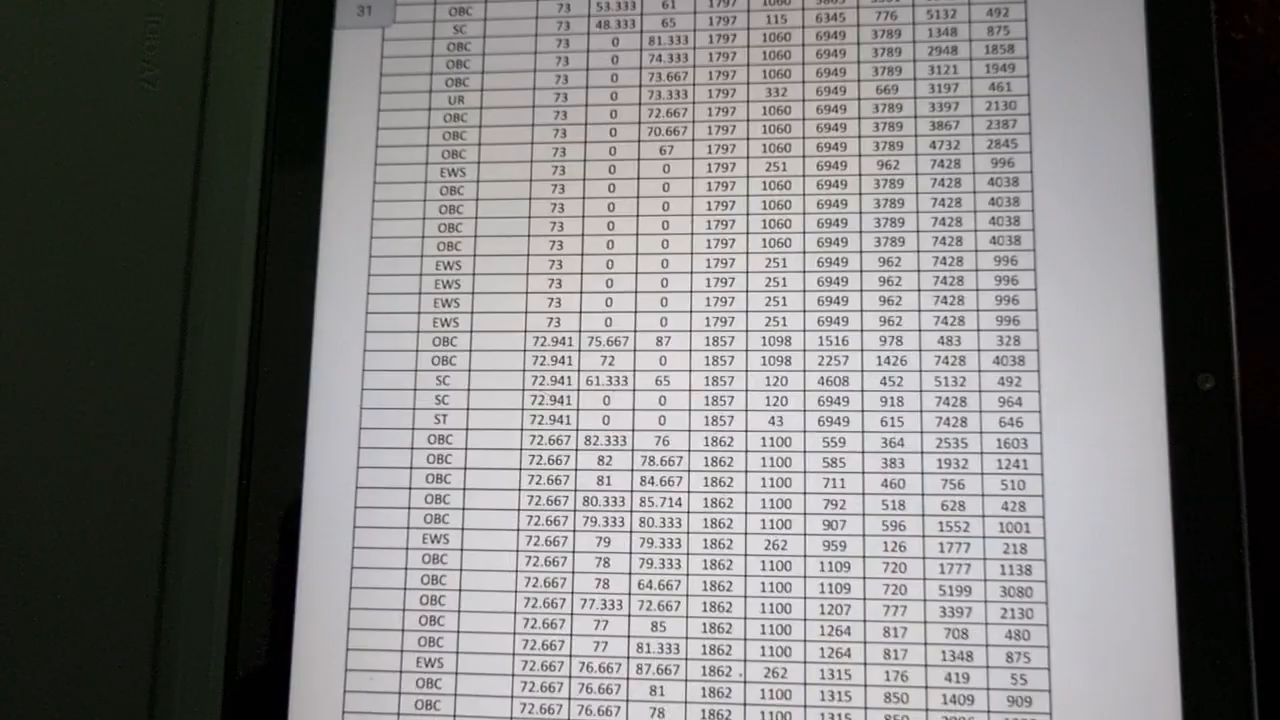 31
OBC 73 53.333 61 1797 1060
SC 73 48.333 65 1797 115 6345 776 5132 492
OBC 73 0 81.333 1797 1060 6949 3789 1348 875
OBC 73 0 74.333 1797 1060 6949 3789 2948 1858
OBC 73 0 73.667 1797 1060 6949 3789 3121 1949
UR 73 0 73.333 1797 332 6949 669 3197 461
OBC 73 0 72.667 1797 1060 6949 3789 3397 2130
OBC 73 0 70.667 1797 1060 6949 3789 3867 2387
OBC 73 0 67 1797 1060 6949 3789 4732 2845
EWS 73 0 0 1797 251 6949 962 7428 996
OBC 73 0 0 1797 1060 6949 3789 7428 4038
OBC 73 0 0 1797 1060 6949 3789 7428 4038
OBC 73 0 0 1797 1060 6949 3789 7428 4038
OBC 73 0 0 1797 1060 6949 3789 7428 4038
EWS 73 0 0 1797 251 6949 962 7428 996
EWS 73 0 0 1797 251 6949 962 7428 996
EWS 73 0 0 1797 251 6949 962 7428 996
EWS 73 0 0 1797 251 6949 962 7428 996
OBC 72.941 75.667 87 1857 1098 1516 978 483 328
OBC 72.941 72 0 1857 1098 2257 1426 7428 4038
SC 72.941 61.333 65 1857 120 4608 452 5132 492
SC 72.941 0 0 1857 120 6949 918 7428 964
ST 72.941 0 0 1857 43 6949 615 7428 646
OBC 72.667 82.333 76 1862 1100 559 364 2535 1603
OBC 72.667 82 78.667 1862 1100 585 383 1932 1241
OBC 72.667 81 84.667 1862 1100 711 460 756 510
OBC 72.667 80.333 85.714 1862 1100 792 518 628 428
OBC 72.667 79.333 80.333 1862 1100 907 596 1552 1001
EWS 72.667 79 79.333 1862 262 959 126 1777 218
OBC 72.667 78 79.333 1862 1100 1109 720 1777 1138
OBC 72.667 78 64.667 1862 1100 1109 720 5199 3080
OBC 72.667 77.333 72.667 1862 1100 1207 777 3397 2130
OBC 72.667 77 85 1862 1100 1264 817 708 480
OBC 72.667 77 81.333 1862 1100 1264 817 1348 875
EWS 72.667 76.667 87.667 1862 262 1315 176 419 55
OBC 72.667 76.667 81 1862 1100 1315 850 1409 909
OBC 72.667 76.667 78 1862 1100 1315 850